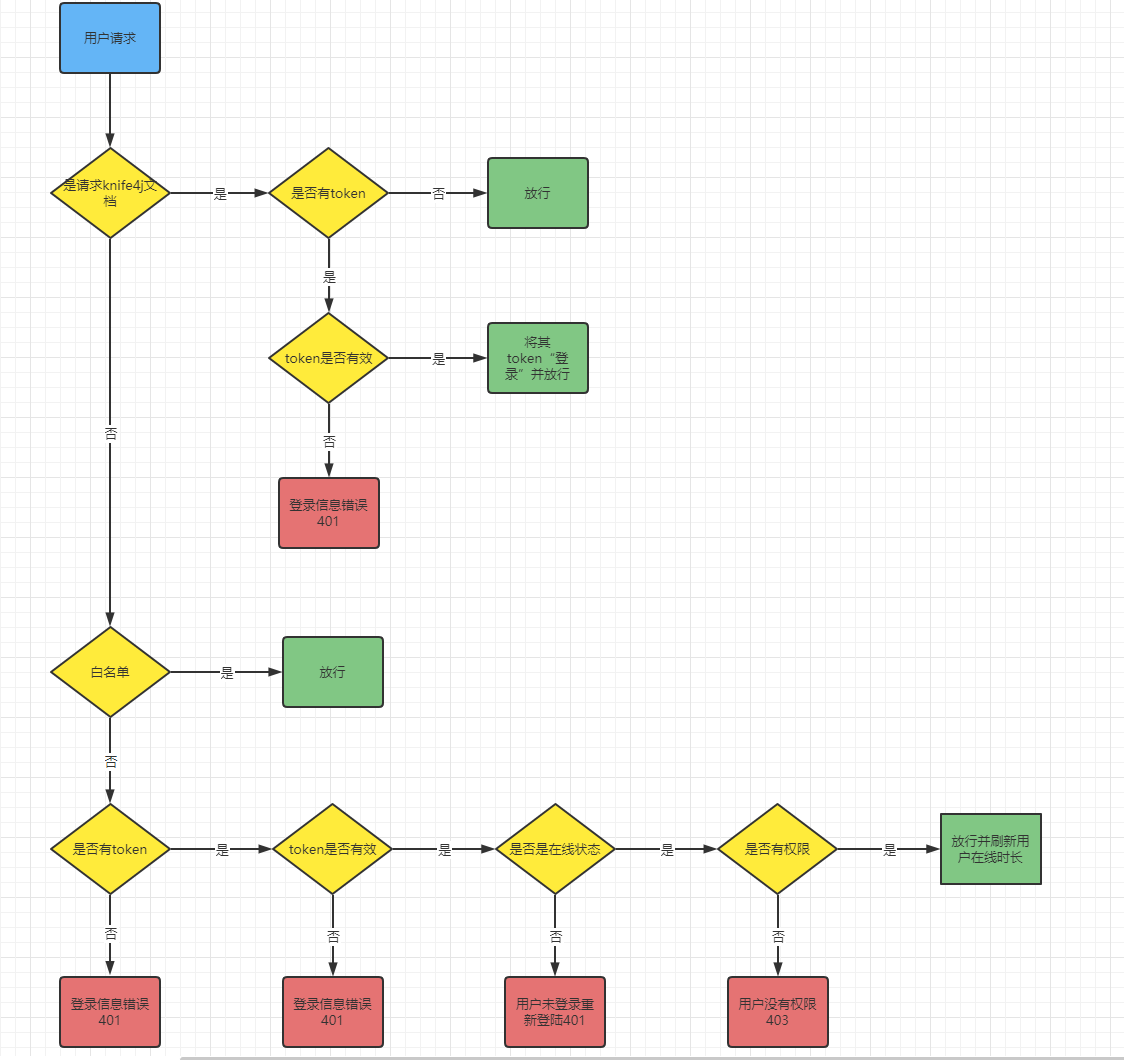 用户请求
是请求knife4j文
档
是
是否有token
否
放行
是
token是否有效
是
将其
token“登
录”并放行
否
否
登录信息错误
401
白名单
是
放行
否
是否有token
是
token是否有效
是
是否是在线状态
是
是否有权限
是
放行并刷新用
户在线时长
否
否
否
否
登录信息错误
401
登录信息错误
401
用户未登录重
新登陆401
用户没有权限
403